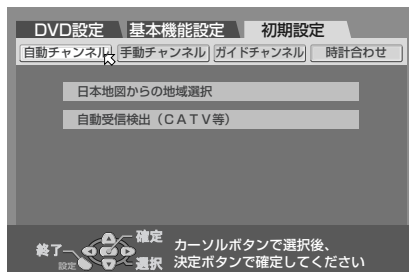 DVD設定 基本機能設定 初期設定
自動チャンネル 手動チャンネル ガイドチャンネル 時計合わせ
日本地図からの地域選択
自動受信検出（CATV等）
終了 確定 カーソルボタンで選択後、
設定 選択 決定ボタンで確定してください